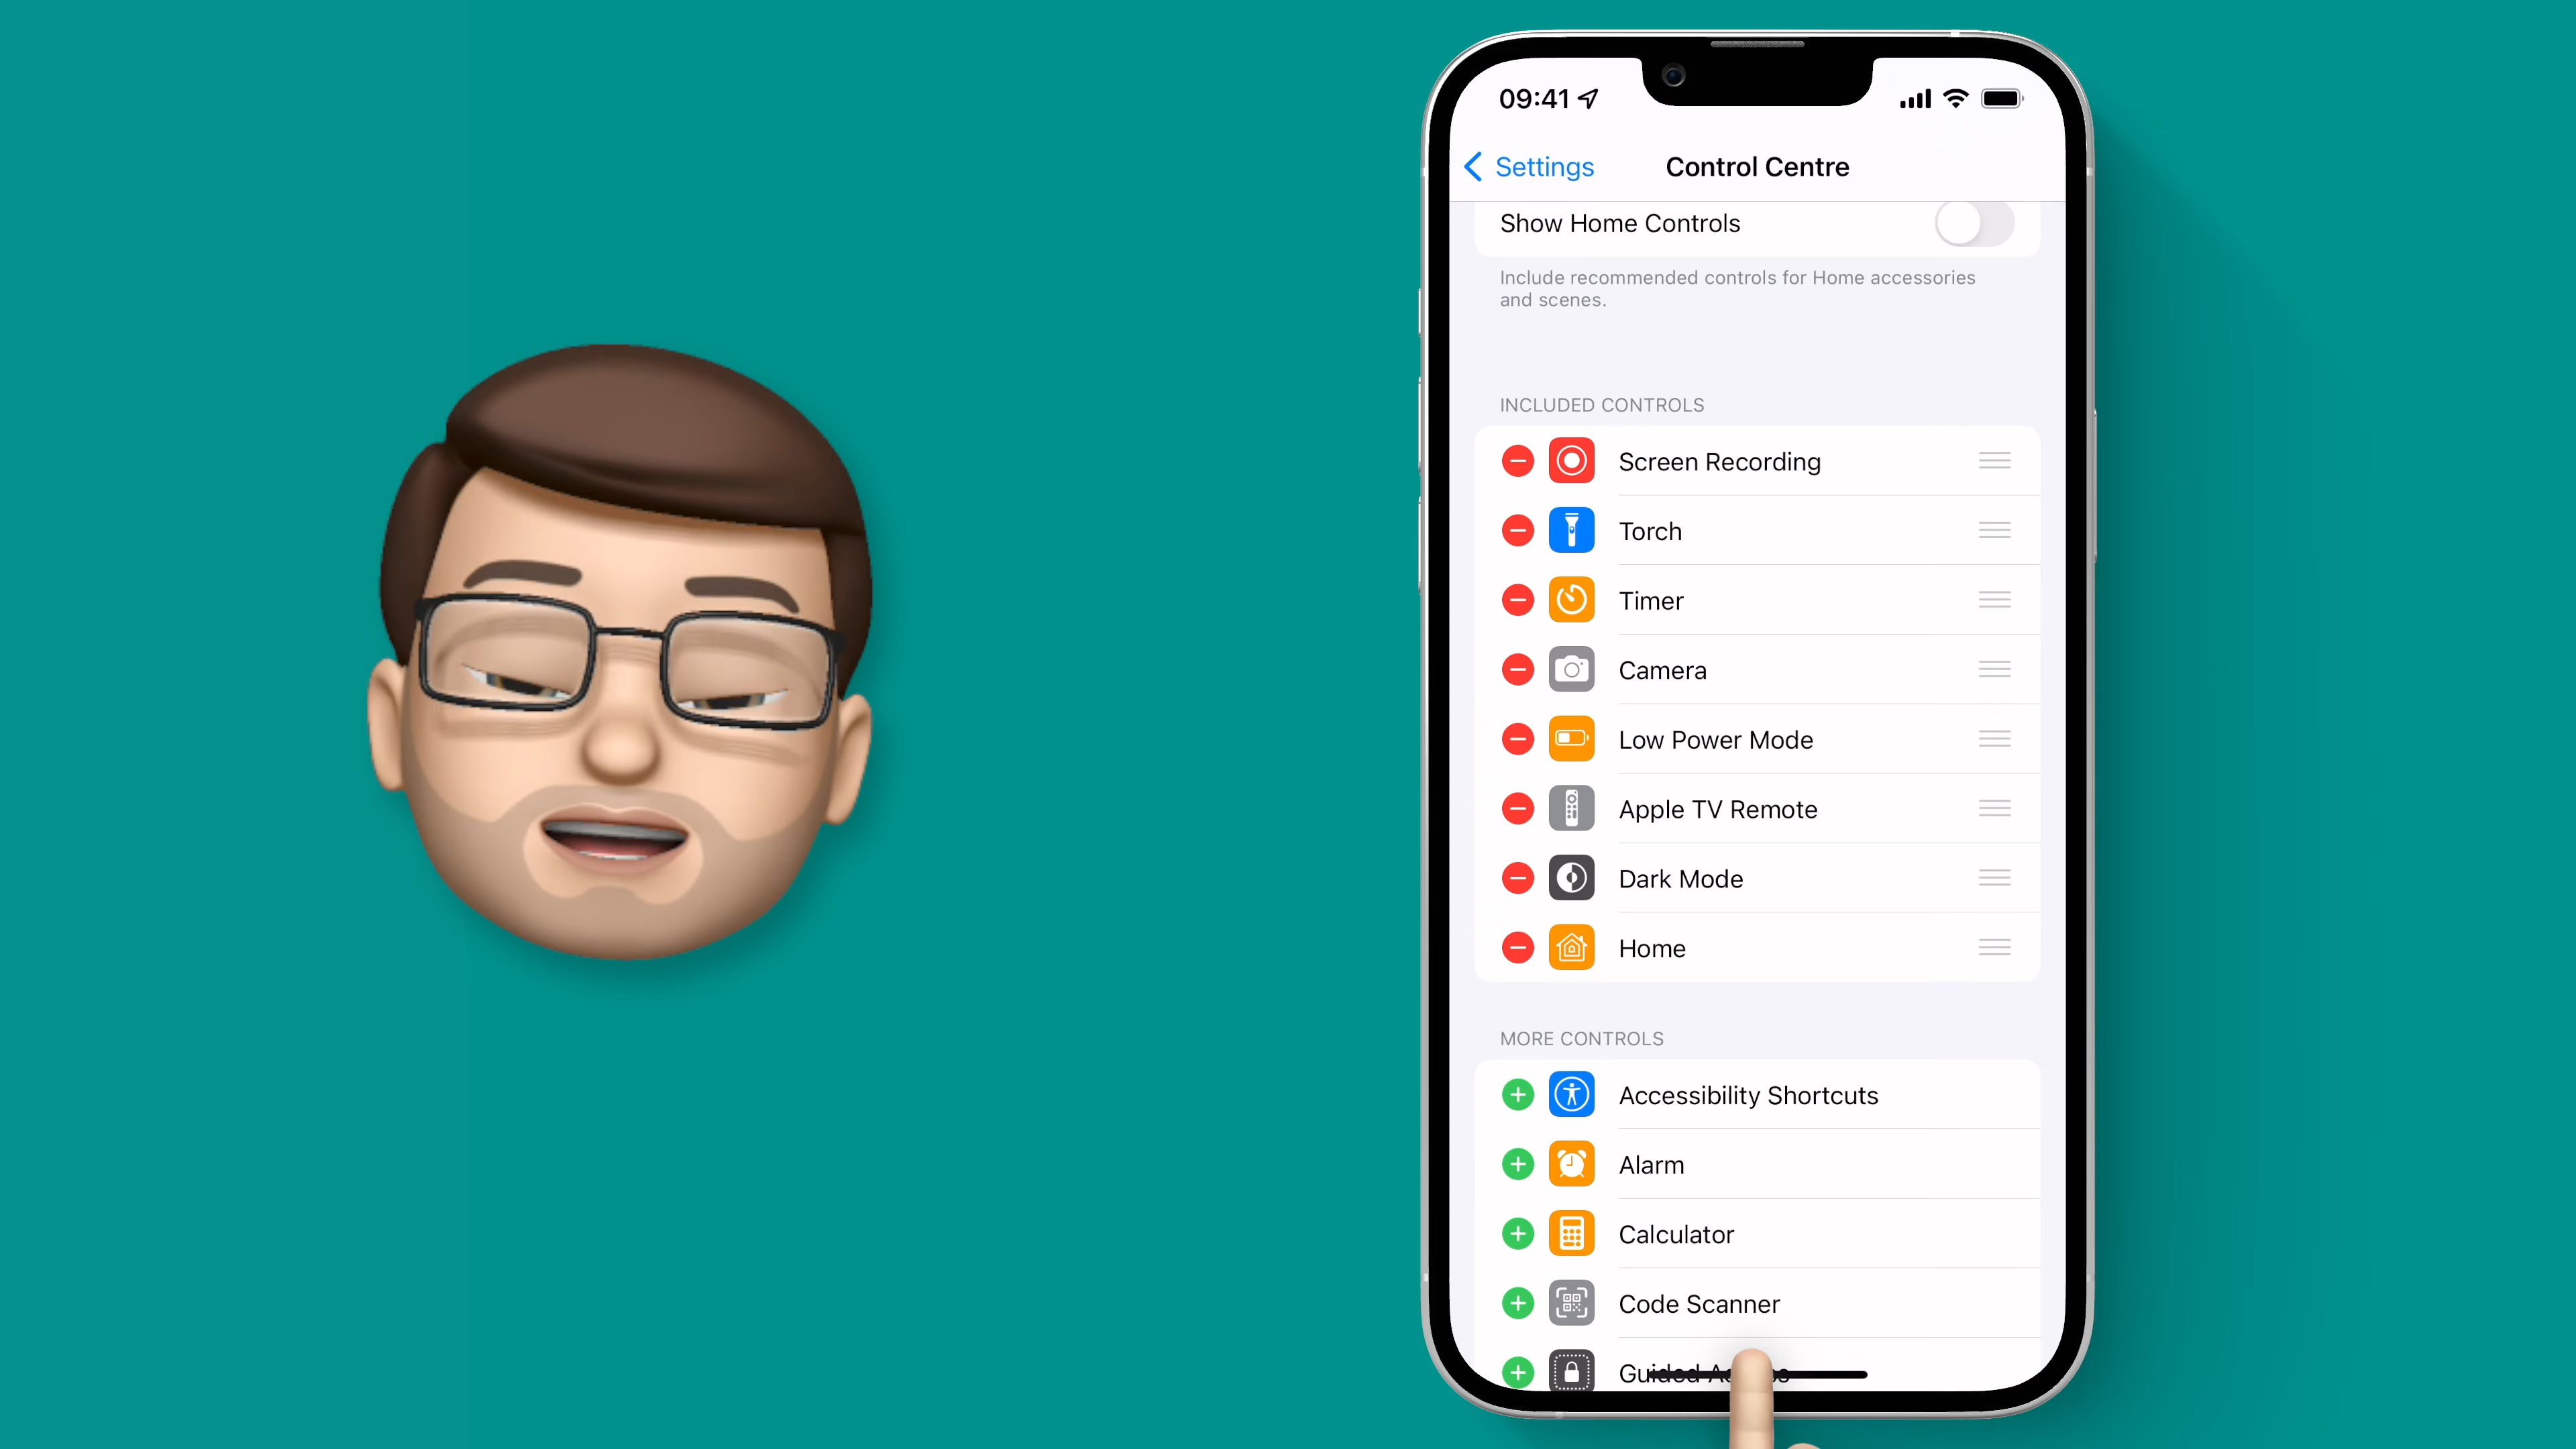 09:41
Settings
Control Centre
Show Home Controls
Include recommended controls for Home accessories
and scenes.
INCLUDED CONTROLS
Screen Recording
Torch
Timer
Camera
Low Power Mode
Apple TV Remote
Dark Mode
Home
MORE CONTROLS
Accessibility Shortcuts
Alarm
Calculator
Code Scanner
Guided Access